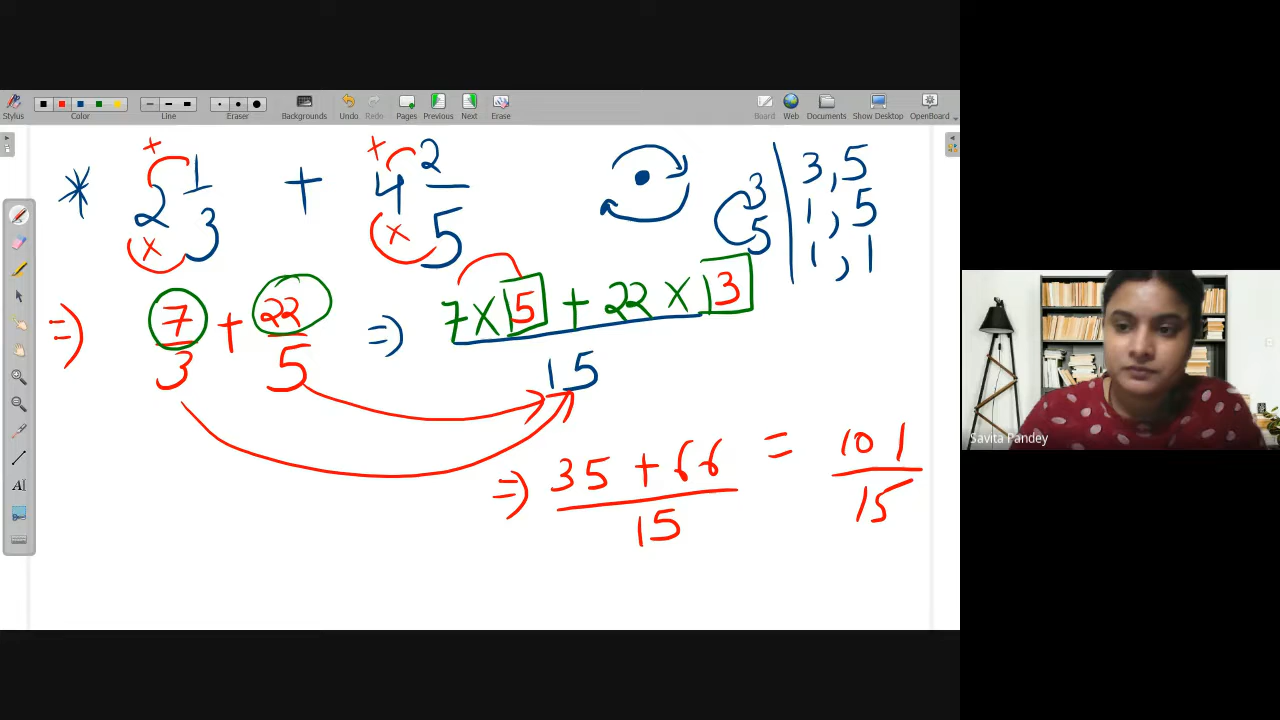 Stylus Color Line Eraser Backgrounds Undo Redo Pages Previous Next Erase Board Web Documents Show Desktop OpenBoard
* 2 1/3 + 4 2/5
+ x + x
3 | 3, 5
5 | 1, 5
1, 1
=> 7/3 + 22/5 => 7 x 5 + 22 x 3 / 15
=> 35 + 66 / 15 = 101/15
Savita Pandey